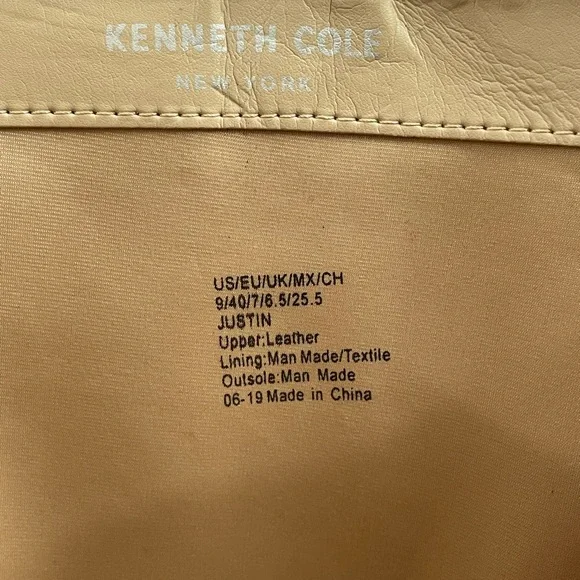 KENNETH COLE
NEW YORK
US/EU/UK/MX/CH
9/40/7/6.5/25.5
JUSTIN
Upper:Leather
Lining:Man Made/Textile
Outsole:Man Made
06-19 Made in China